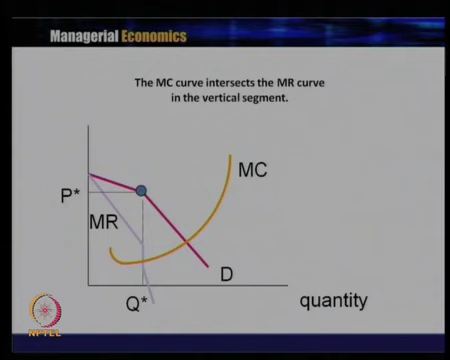 Managerial Economics
The MC curve intersects the MR curve
in the vertical segment.
MC
P*
MR
D
Q*
quantity
NPTEL